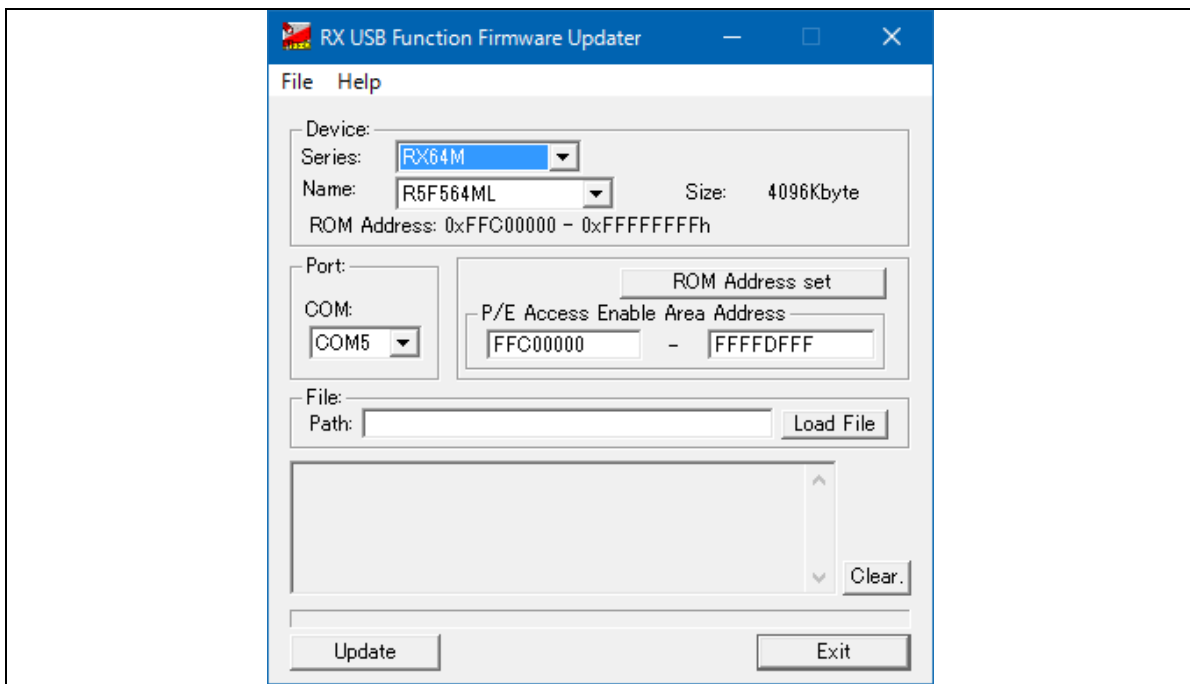 RX USB Function Firmware Updater
File Help
Device:
Series: RX64M
Name: R5F564ML Size: 4096Kbyte
ROM Address: 0xFFC00000 - 0xFFFFFFFFh
Port:
ROM Address set
COM:
P/E Access Enable Area Address
COM5 FFC00000 - FFFFDFFF
File:
Path: Load File
Clear.
Update Exit